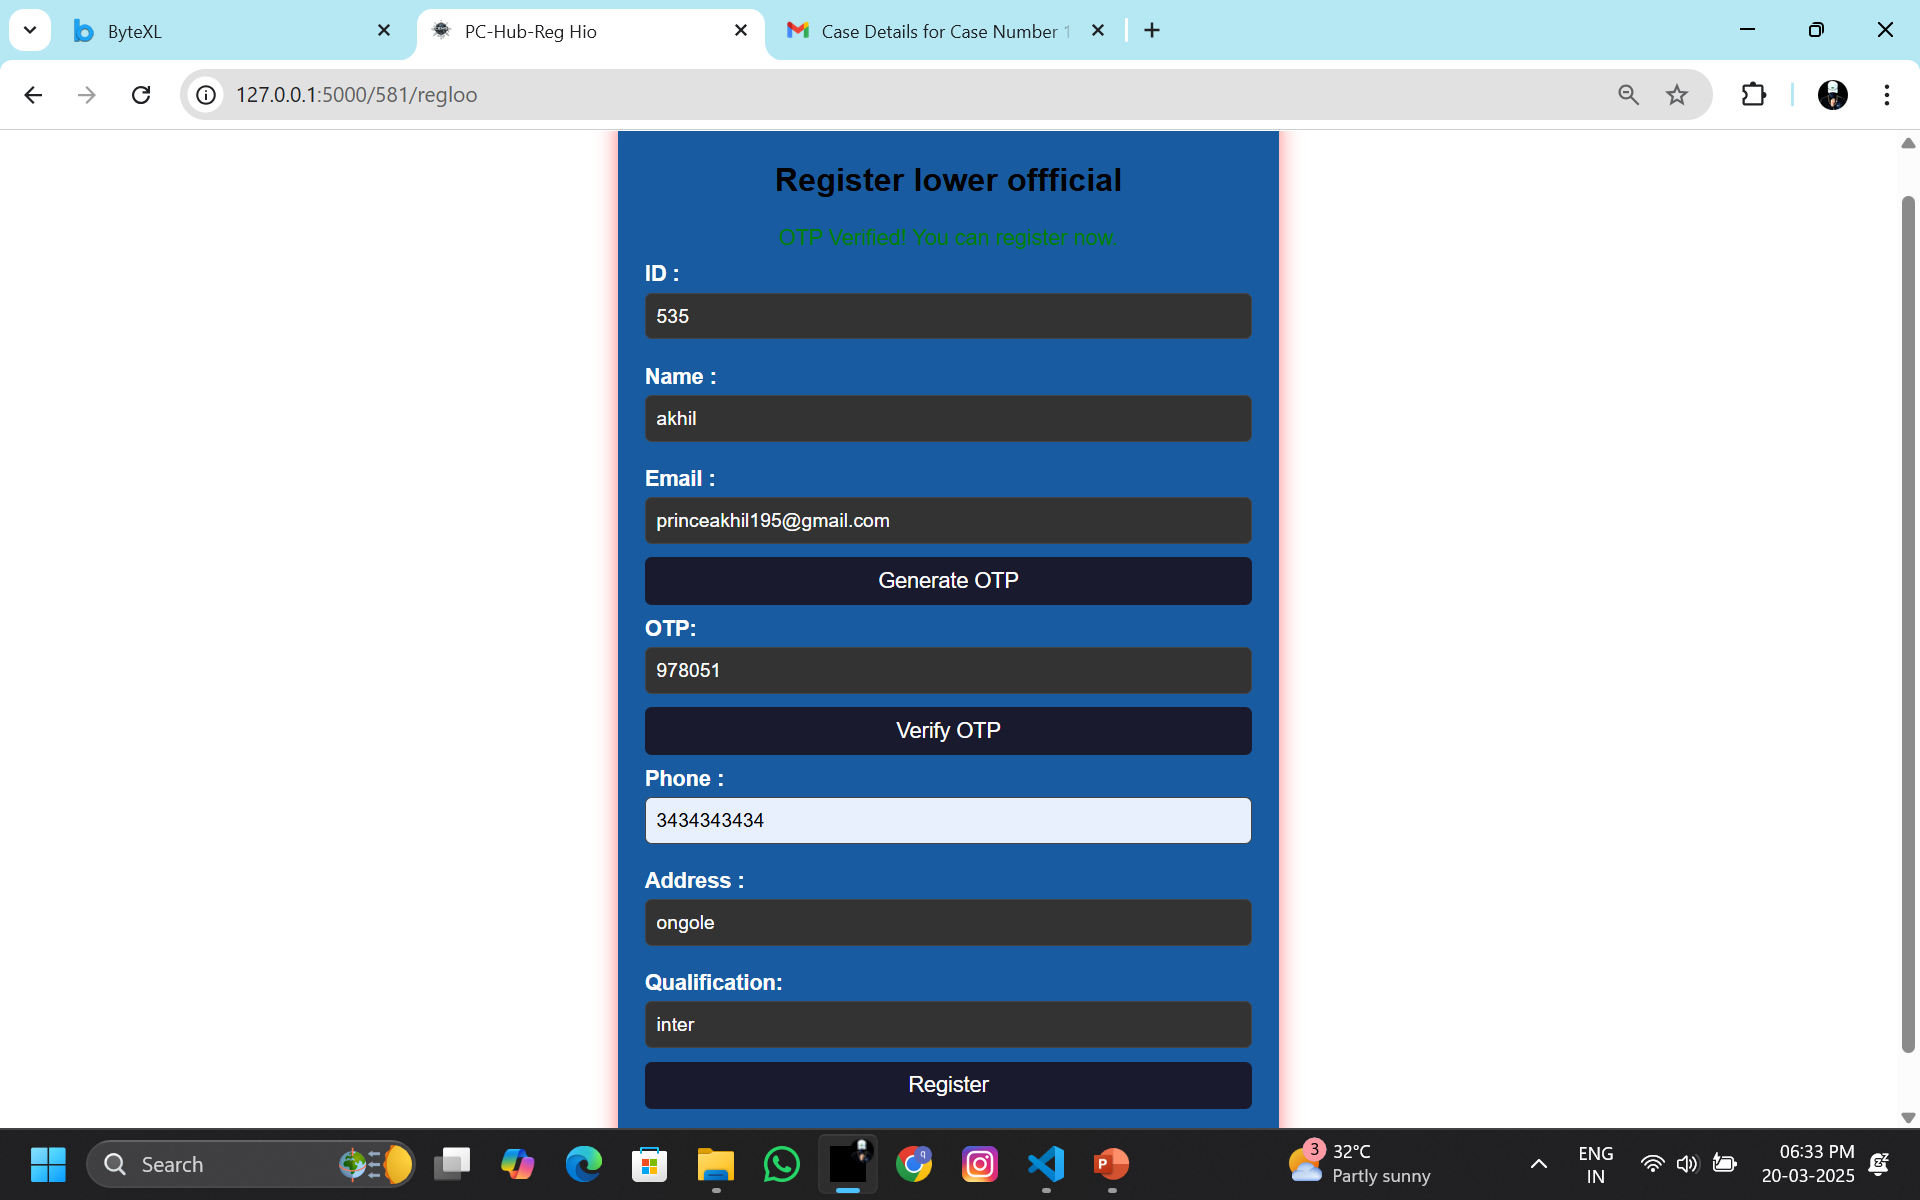 ByteXL
PC-Hub-Reg Hio
Case Details for Case Number 1
127.0.0.1:5000/581/regloo
Register lower offficial
OTP Verified! You can register now.
ID :
535
Name :
akhil
Email :
princeakhil195@gmail.com
Generate OTP
OTP:
978051
Verify OTP
Phone :
3434343434
Address :
ongole
Qualification:
inter
Register
Search
3
32°C
Partly sunny
ENG
IN
06:33 PM
20-03-2025